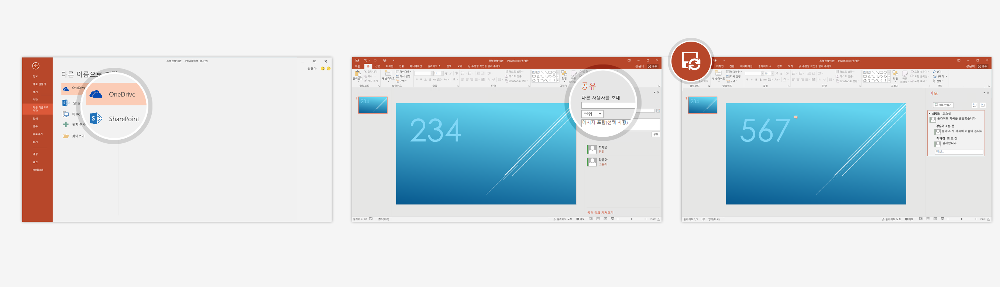 프레젠테이션1 - PowerPoint (평가판)
강윤아
다른 이름으로
정보
새로 만들기
열기
저장
다른 이름으로
저장
인쇄
공유
내보내기
닫기
계정
옵션
Feedback
OneDrive
Shar
이 PC
위치 추가
찾아보기
OneDrive
SharePoint
프레젠테이션1 - PowerPoint (평가판)
파일 홈 삽입 디자인 전환 애니메이션 슬라이드 쇼 검토 보기 수행할 작업을 알려 주세요. 강윤아 공유
붙여넣기 잘라내기 복사 서식 복사
새 슬라이드 레이아웃 다시 설정 구역
21
텍스트 방향 텍스트 맞춤 SmartArt로 변환
정렬
클립보드 슬라이드 글꼴 단락 그리기
1
234
234
공유
다른 사용자를 초대
편집
메시지 포함(선택 사항)
공유
최재경
편집
강윤아
소유자
공유 링크 가져오기
슬라이드 1/1 영어(미국) 슬라이드 노트 메모 100%
프레젠테이션1 - PowerPoint (평가판)
디자인 전환 애니메이션 슬라이드 쇼 검토 보기 수행할 작업을 알려 주세요. 강윤아 공유
서식 복사
새 슬라이드 레이아웃 다시 설정 구역
36
텍스트 방향 텍스트 맞춤 SmartArt로 변환
정렬 빠른 스타일 도형 채우기 도형 윤곽선 도형 효과
찾기 바꾸기 선택
슬라이드 글꼴 단락 그리기 편집
1
234
567
메모
새로 만들기
최재경 화요일
슬라이드 제목을 변경했습니다.
강윤아 4 분 전
좋네요. 새 제목이 마음에 듭니다.
최재경 몇 초 전
감사합니다.
회신...
슬라이드 1/1 영어(미국) 슬라이드 노트 메모 100%